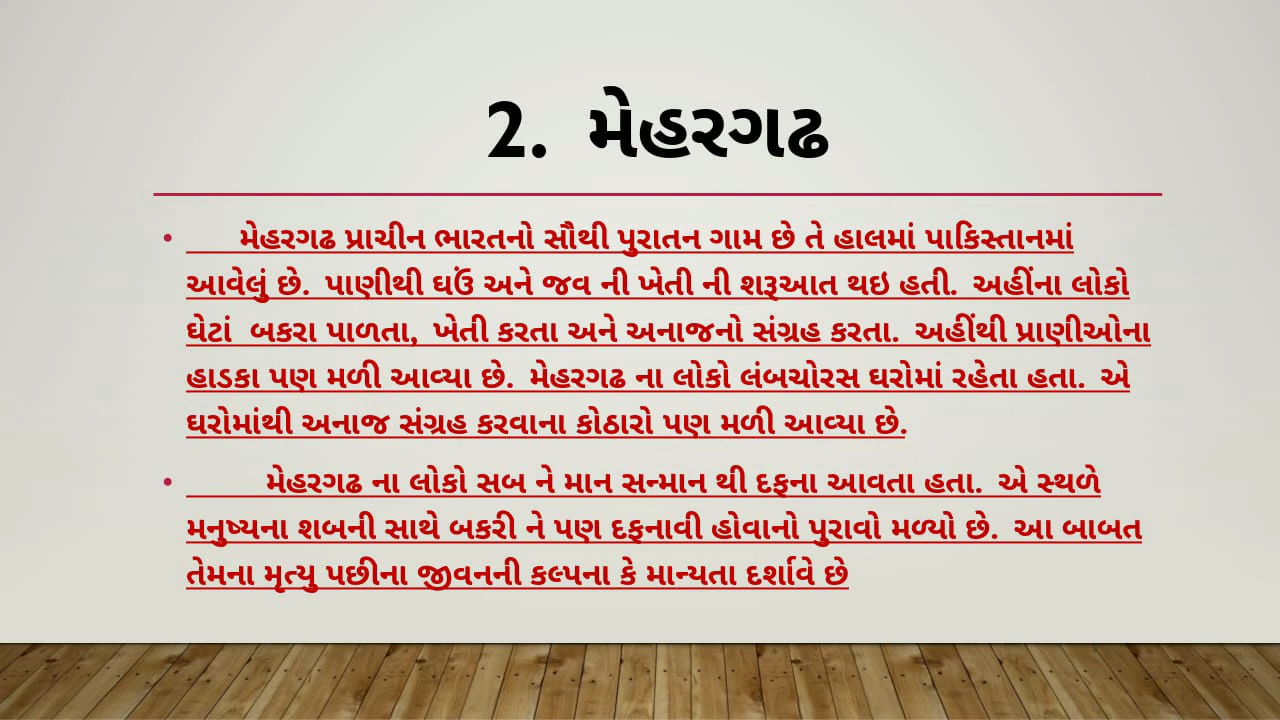 2. મેહરગઢ
• મેહરગઢ પ્રાચીન ભારતનો સૌથી પુરાતન ગામ છે તે હાલમાં પાકિસ્તાનમાં
આવેલું છે. પાણીથી ઘઉં અને જવ ની ખેતી ની શરૂઆત થઇ હતી. અહીંના લોકો
ઘેટાં બકરા પાળતા, ખેતી કરતા અને અનાજનો સંગ્રહ કરતા. અહીંથી પ્રાણીઓના
હાડકા પણ મળી આવ્યા છે. મેહરગઢ ના લોકો લંબચોરસ ઘરોમાં રહેતા હતા. એ
ઘરોમાંથી અનાજ સંગ્રહ કરવાના કોઠારો પણ મળી આવ્યા છે.
• મેહરગઢ ના લોકો સબ ને માન સન્માન થી દફના આવતા હતા. એ સ્થળે
મનુષ્યના શબની સાથે બકરી ને પણ દફનાવી હોવાનો પુરાવો મળ્યો છે. આ બાબત
તેમના મૃત્યુ પછીના જીવનની કલ્પના કે માન્યતા દર્શાવે છે